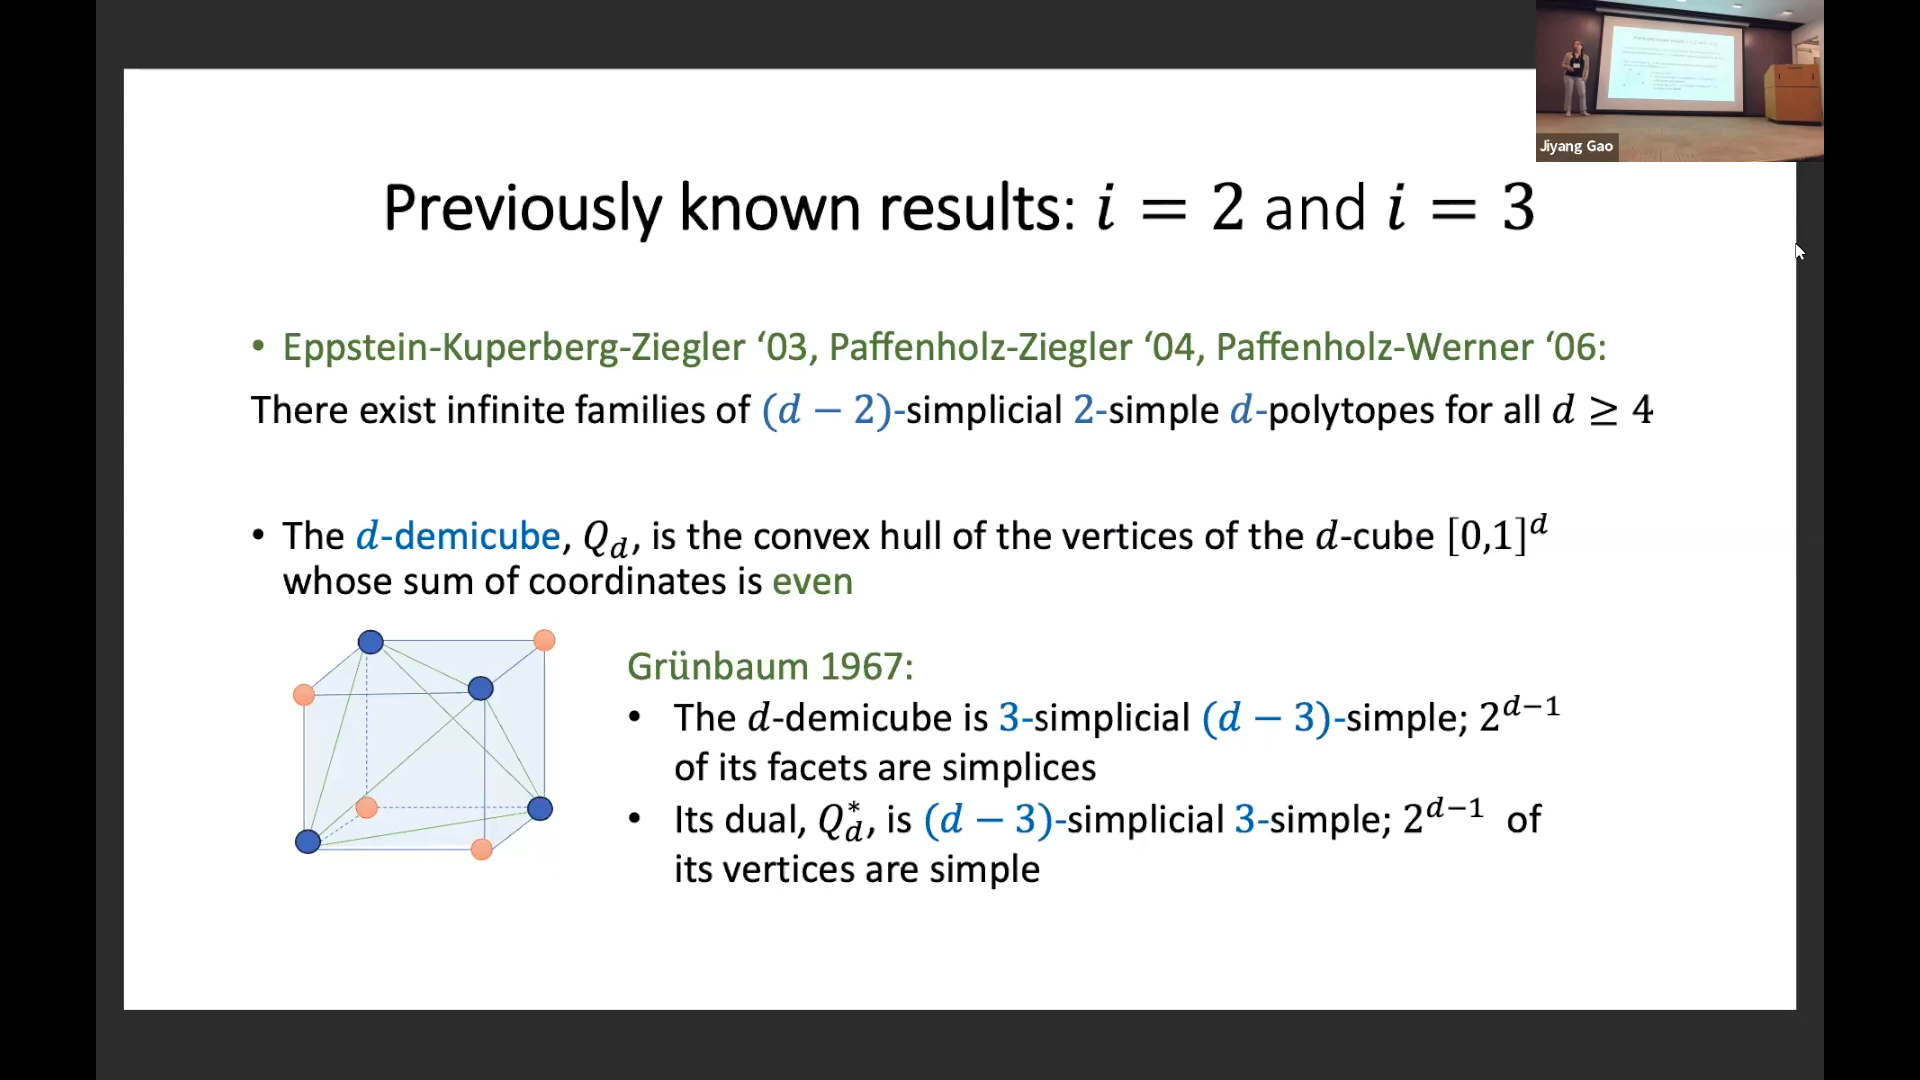 Jiyang Gao
Previously known results: 𝑖 = 2 and 𝑖 = 3
• Eppstein-Kuperberg-Ziegler ‘03, Paffenholz-Ziegler ‘04, Paffenholz-Werner ‘06:
There exist infinite families of (𝑑 − 2)-simplicial 2-simple 𝑑-polytopes for all 𝑑 ≥ 4
• The 𝑑-demicube, 𝑄_𝑑, is the convex hull of the vertices of the 𝑑-cube [0,1]^𝑑
whose sum of coordinates is even
Grünbaum 1967:
• The 𝑑-demicube is 3-simplicial (𝑑 − 3)-simple; 2^{𝑑−1}
of its facets are simplices
• Its dual, 𝑄_𝑑^*, is (𝑑 − 3)-simplicial 3-simple; 2^{𝑑−1} of
its vertices are simple